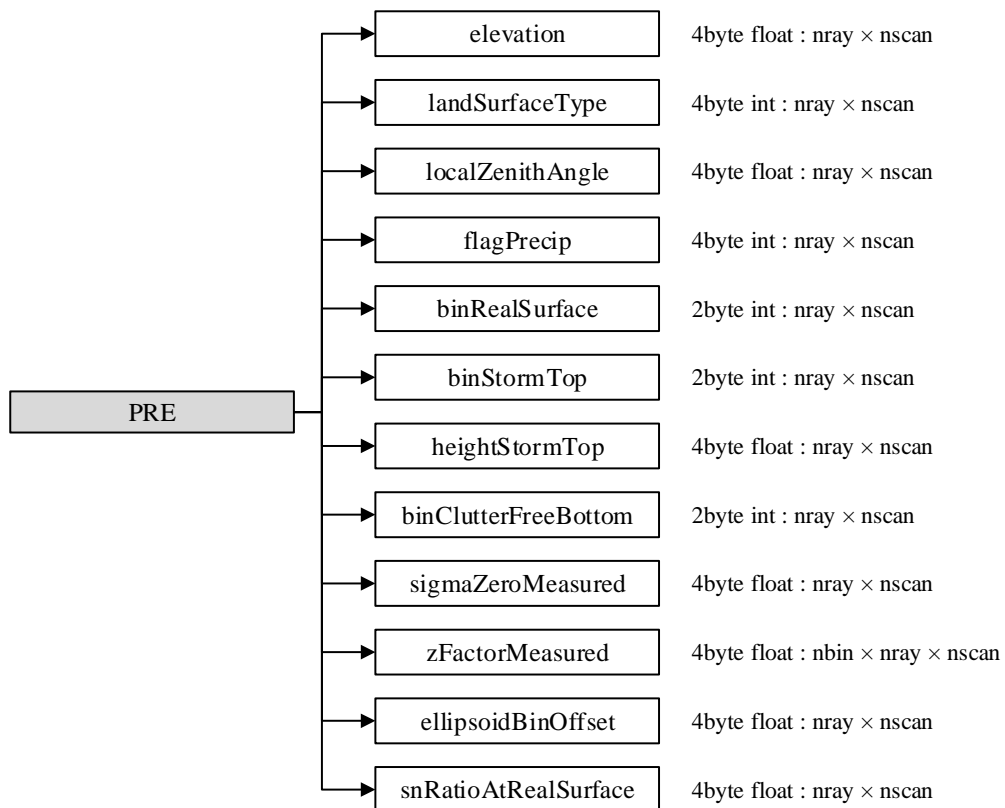 elevation 4byte float : nray × nscan
landSurfaceType 4byte int : nray × nscan
localZenithAngle 4byte float : nray × nscan
flagPrecip 4byte int : nray × nscan
binRealSurface 2byte int : nray × nscan
binStormTop 2byte int : nray × nscan
PRE
heightStormTop 4byte float : nray × nscan
binClutterFreeBottom 2byte int : nray × nscan
sigmaZeroMeasured 4byte float : nray × nscan
zFactorMeasured 4byte float : nbin × nray × nscan
ellipsoidBinOffset 4byte float : nray × nscan
snRatioAtRealSurface 4byte float : nray × nscan